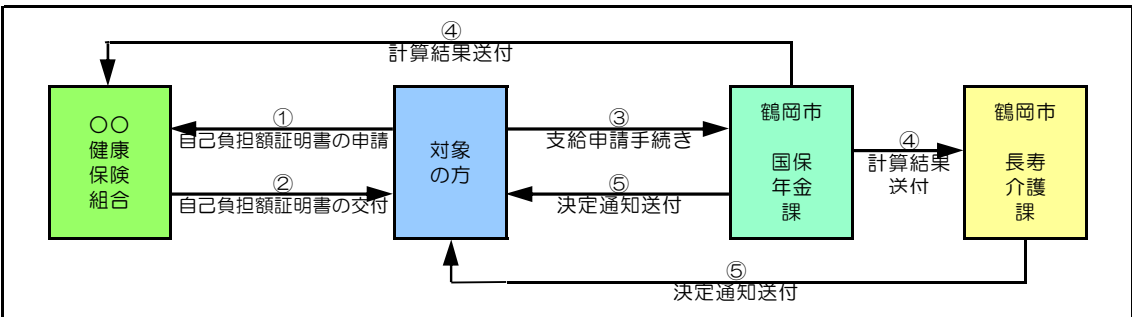 ④
計算結果送付
〇〇
健康
保険
組合
①
自己負担額証明書の申請
②
自己負担額証明書の交付
対象
の方
③
支給申請手続き
⑤
決定通知送付
鶴岡市
国保
年金
課
④
計算結果
送付
鶴岡市
長寿
介護
課
⑤
決定通知送付